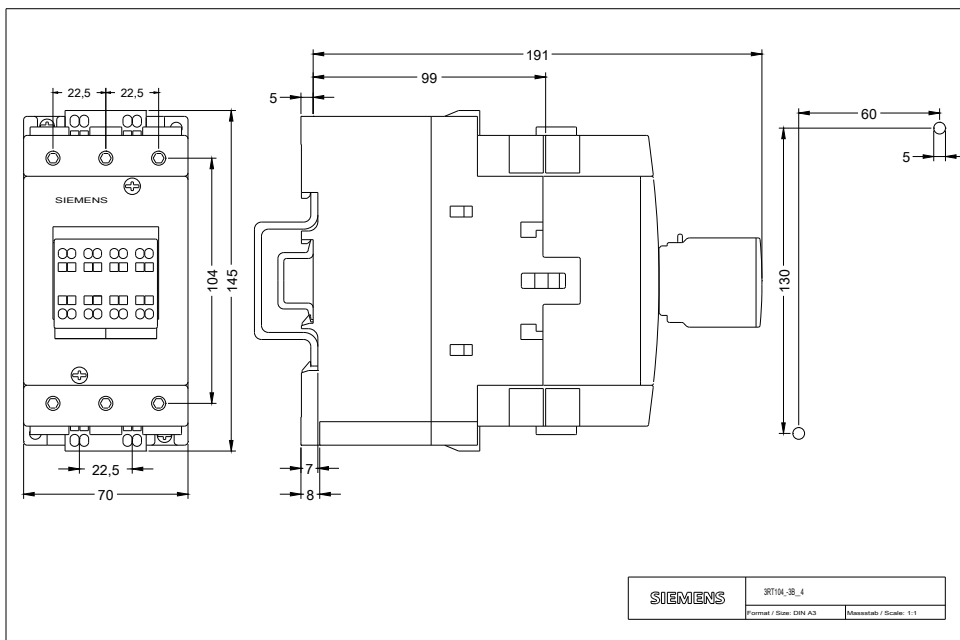 191
99
5
22,5
22,5
60
5
SIEMENS
104
145
130
22,5
70
7
8
SIEMENS
3RT104_-3B_4
Format / Size: DIN A3
Massstab / Scale: 1:1